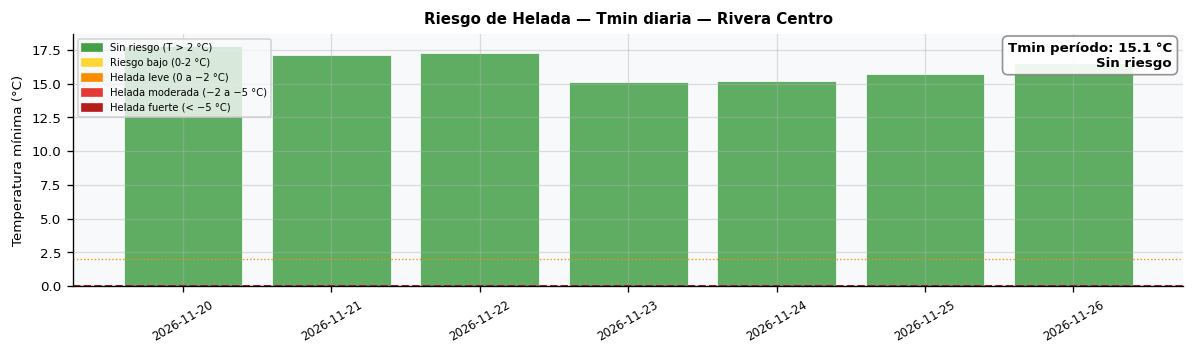 Riesgo de Helada — Tmin diaria — Rivera Centro
Temperatura mínima (°C)
17.5
15.0
12.5
10.0
7.5
5.0
2.5
0.0
Sin riesgo (T > 2 °C)
Riesgo bajo (0-2 °C)
Helada leve (0 a −2 °C)
Helada moderada (−2 a −5 °C)
Helada fuerte (< −5 °C)
Tmin período: 15.1 °C
Sin riesgo
2026-11-20
2026-11-21
2026-11-22
2026-11-23
2026-11-24
2026-11-25
2026-11-26